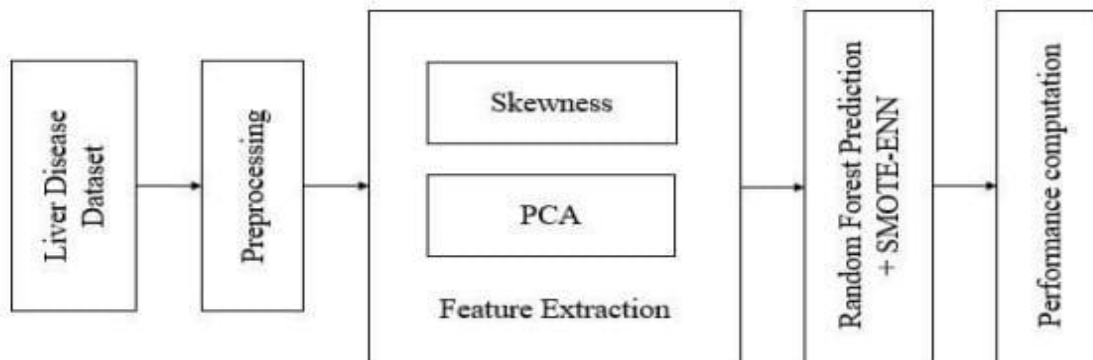 Liver Disease
Dataset
Preprocessing
Skewness
PCA
Feature Extraction
Random Forest Prediction
+ SMOTE-ENN
Performance computation